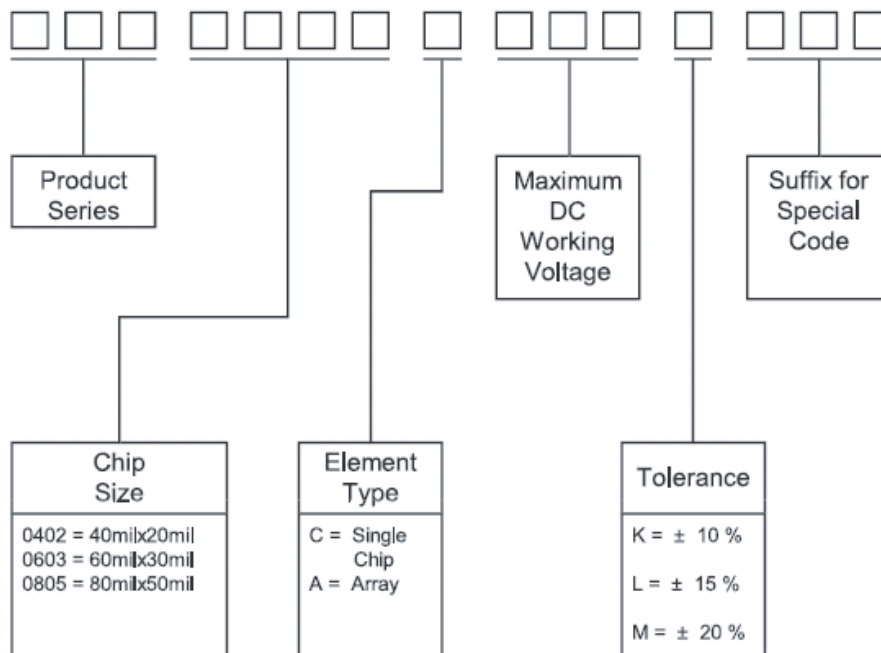 Product
Series
Maximum
DC
Working
Voltage
Suffix for
Special
Code
Chip
Size
0402 = 40milx20mil
0603 = 60milx30mil
0805 = 80milx50mil
Element
Type
C = Single
Chip
A = Array
Tolerance
K = ± 10 %
L = ± 15 %
M = ± 20 %